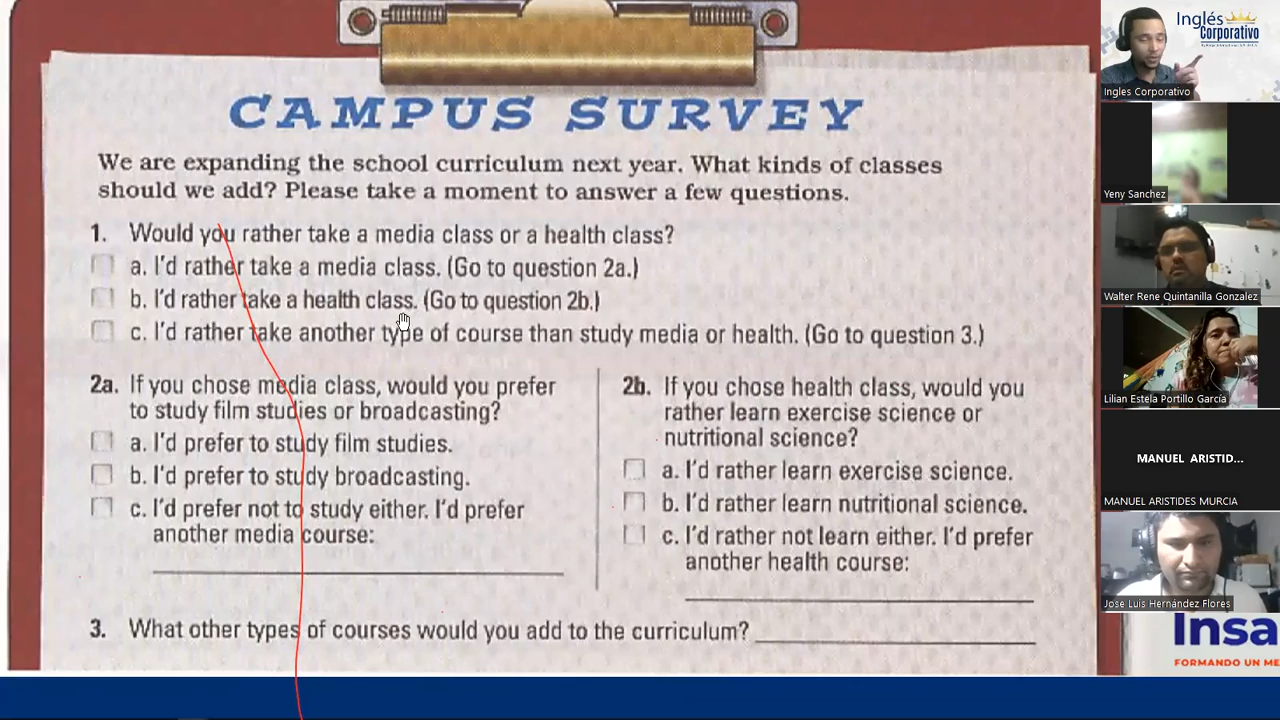 CAMPUS SURVEY
We are expanding the school curriculum next year. What kinds of classes
should we add? Please take a moment to answer a few questions.
1. Would you rather take a media class or a health class?
a. I'd rather take a media class. (Go to question 2a.)
b. I'd rather take a health class. (Go to question 2b.)
c. I'd rather take another type of course than study media or health. (Go to question 3.)
2a. If you chose media class, would you prefer
to study film studies or broadcasting?
a. I'd prefer to study film studies.
b. I'd prefer to study broadcasting.
c. I'd prefer not to study either. I'd prefer
another media course:
2b. If you chose health class, would you
rather learn exercise science or
nutritional science?
a. I'd rather learn exercise science.
b. I'd rather learn nutritional science.
c. I'd rather not learn either. I'd prefer
another health course:
3. What other types of courses would you add to the curriculum?
Inglés
Corporativo
Ingles Corporativo
Yeny Sanchez
Walter Rene Quintanilla Gonzalez
Lilian Estela Portillo García
MANUEL ARISTID...
MANUEL ARISTIDES MURCIA
Jose Luis Hernández Flores
Insa
FORMANDO UN ME